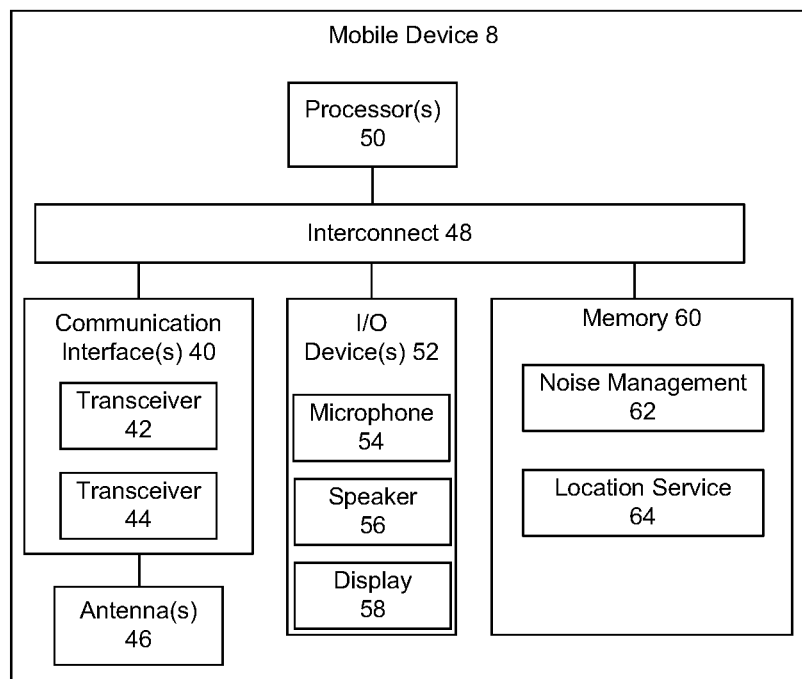 Mobile Device 8
Processor(s)
50
Interconnect 48
Communication
Interface(s) 40
Transceiver
42
Transceiver
44
Antenna(s)
46
I/O
Device(s) 52
Microphone
54
Speaker
56
Display
58
Memory 60
Noise Management
62
Location Service
64